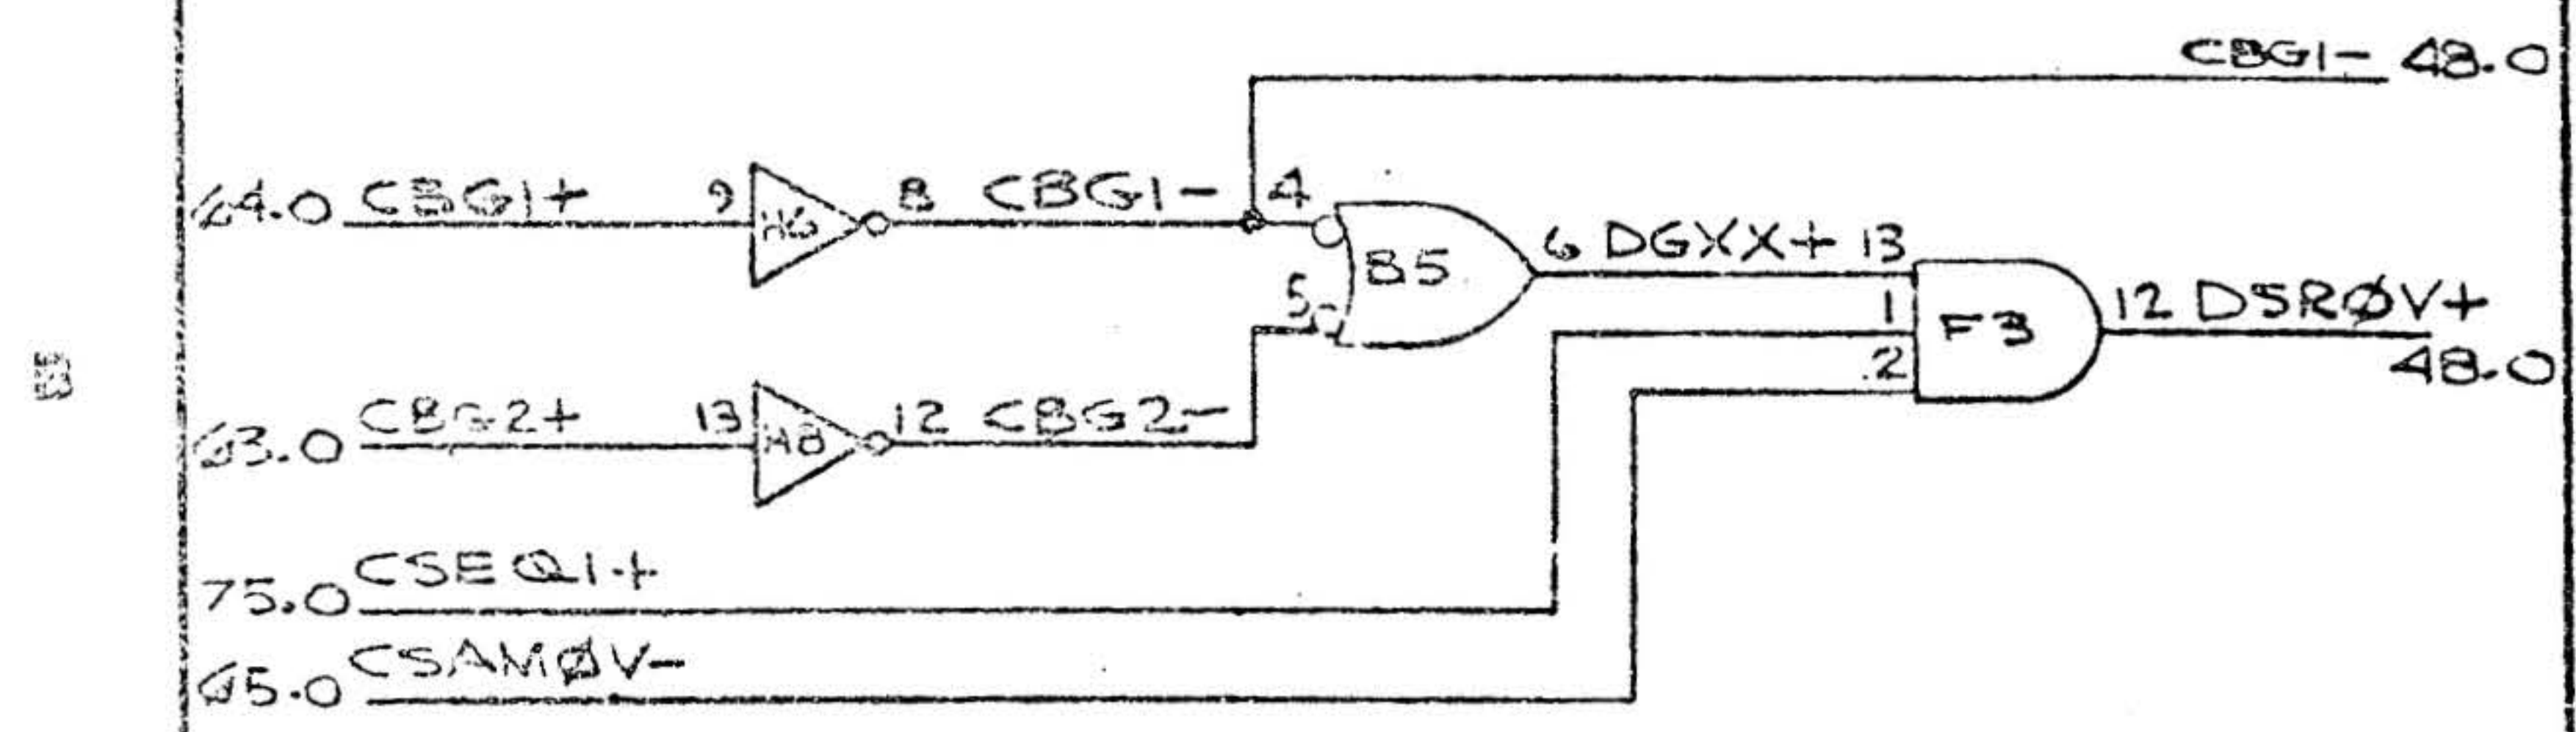 CBG1- 48.0
64.0 CBG1+ 9 H6 8 CBG1- 4
B5 6 DGXX+ 13
5
1
F3 12 DSRØV+
2
48.0
63.0 CBG2+ 13 H8 12 CBG2-
75.0 CSEQ1+
65.0 CSAMØV-